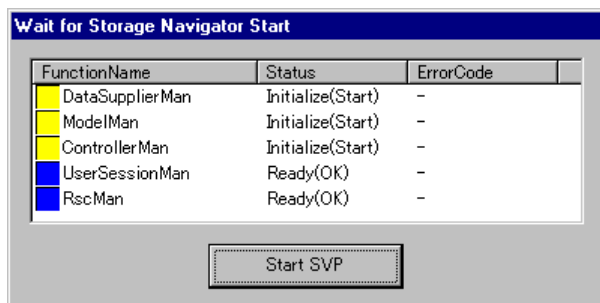 Wait for Storage Navigator Start
FunctionName Status ErrorCode
DataSupplierMan Initialize(Start) -
ModelMan Initialize(Start) -
ControllerMan Initialize(Start) -
UserSessionMan Ready(OK) -
RscMan Ready(OK) -
Start SVP